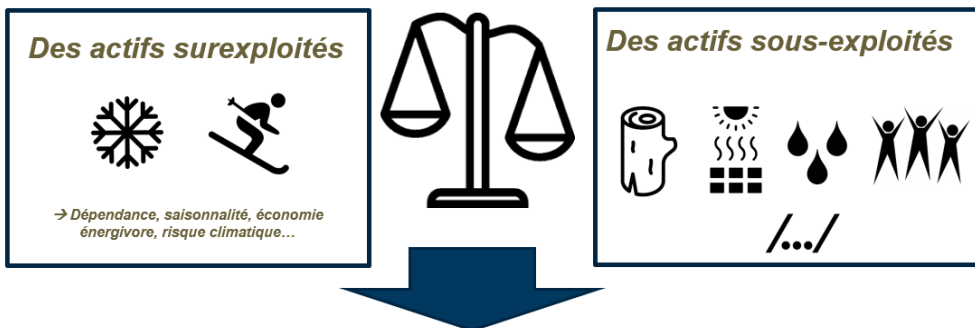 Des actifs surexploités
→ Dépendance, saisonnalité, économie
énergivore, risque climatique...
Des actifs sous-exploités
/.../